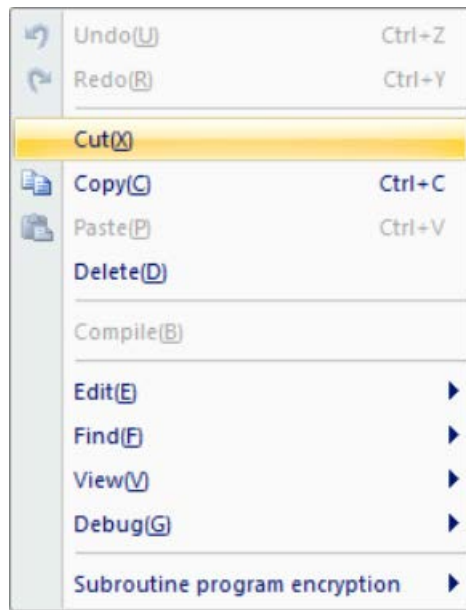 Undo(U) Ctrl+Z
Redo(R) Ctrl+Y
Cut(X)
Copy(C) Ctrl+C
Paste(P) Ctrl+V
Delete(D)
Compile(B)
Edit(E)
Find(F)
View(V)
Debug(G)
Subroutine program encryption